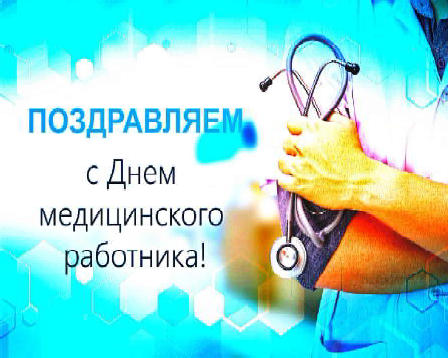 ПОЗДРАВЛЯЕМ
с Днем
медицинского
работника!